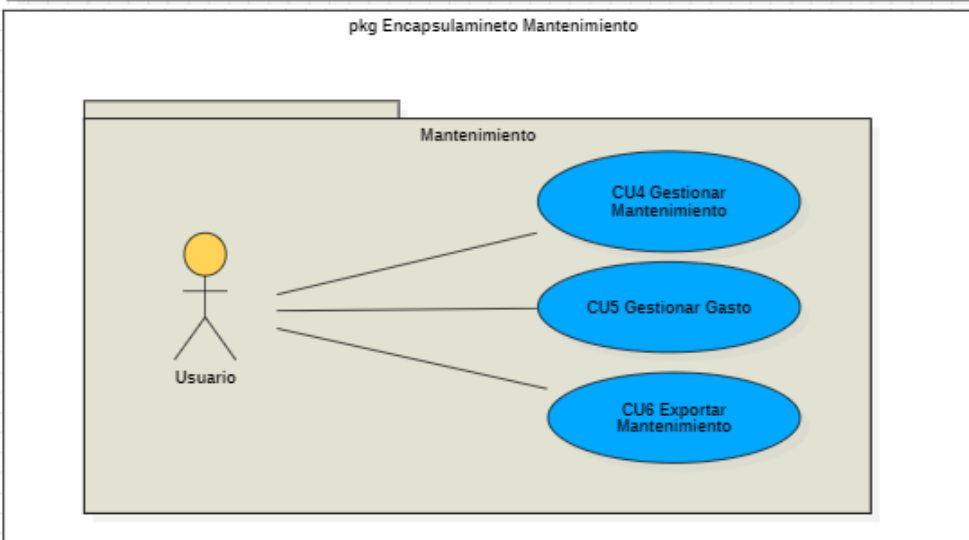 pkg Encapsulamineto Mantenimiento
Mantenimiento
CU4 Gestionar
Mantenimiento
CU5 Gestionar Gasto
CU6 Exportar
Mantenimiento
Usuario